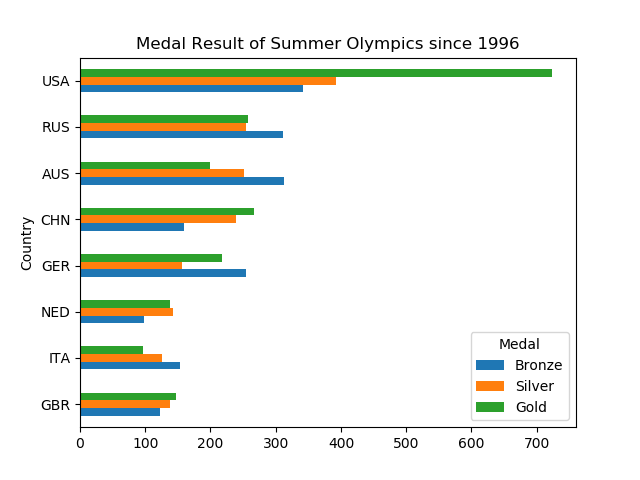 Medal Result of Summer Olympics since 1996
USA
RUS
AUS
CHN
GER
NED
ITA
GBR
Country
Medal
Bronze
Silver
Gold
0 100 200 300 400 500 600 700